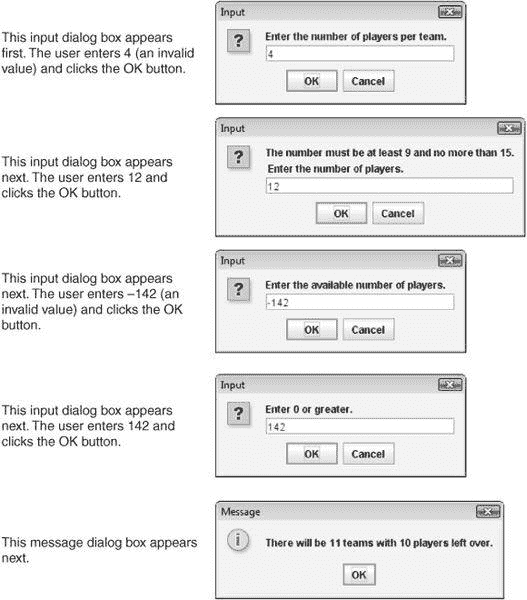 This input dialog box appears
first. The user enters 4 (an invalid
value) and clicks the OK button.
Input
Enter the number of players per team.
4
OK Cancel
This input dialog box appears
next. The user enters 12 and
clicks the OK button.
Input
The number must be at least 9 and no more than 15.
Enter the number of players.
12
OK Cancel
This input dialog box appears
next. The user enters –142 (an
invalid value) and clicks the OK
button.
Input
Enter the available number of players.
-142
OK Cancel
This input dialog box appears
next. The user enters 142 and
clicks the OK button.
Input
Enter 0 or greater.
142
OK Cancel
This message dialog box appears
next.
Message
There will be 11 teams with 10 players left over.
OK